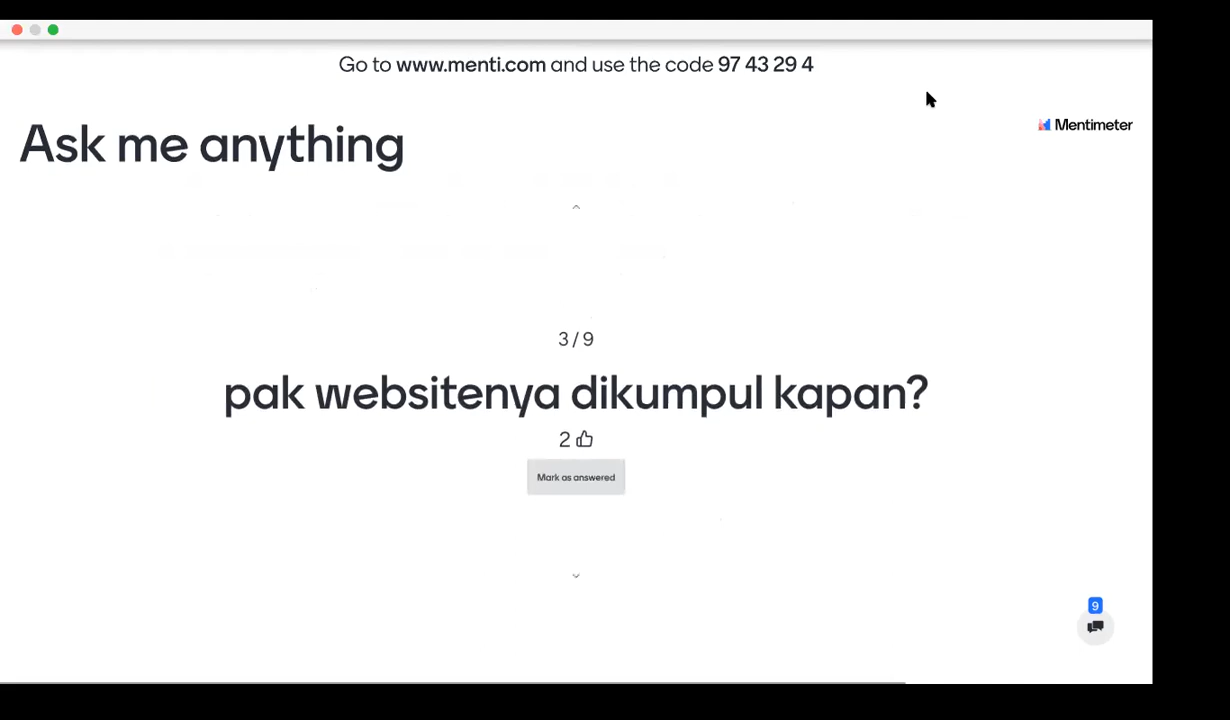 Go to www.menti.com and use the code 97 43 29 4
Mentimeter
Ask me anything
3 / 9
pak websitenya dikumpul kapan?
2
Mark as answered
9